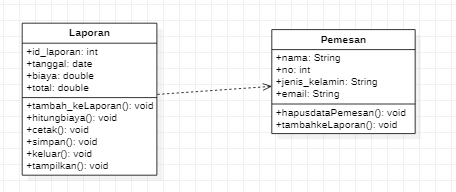 Laporan
+id_laporan: int
+tanggal: date
+biaya: double
+total: double
+tambah_keLaporan(): void
+hitungbiaya(): void
+cetak(): void
+simpan(): void
+keluar(): void
+tampilkan(): void
Pemesan
+nama: String
+no: int
+jenis_kelamin: String
+email: String
+hapusdataPemesan(): void
+tambahkeLaporan(): void